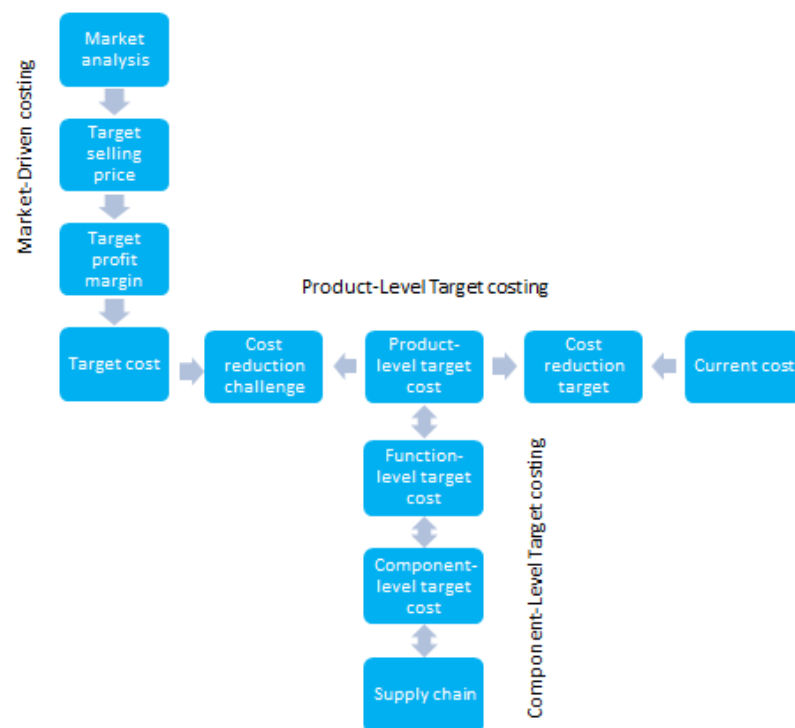 Market
analysis
Market-Driven costing
Target
selling
price
Target
profit
margin
Product-Level Target costing
Target cost
Cost
reduction
challenge
Product-
level target
cost
Cost
reduction
target
Current cost
Function-
level target
cost
Component-Level Target costing
Component-
level target
cost
Supply chain